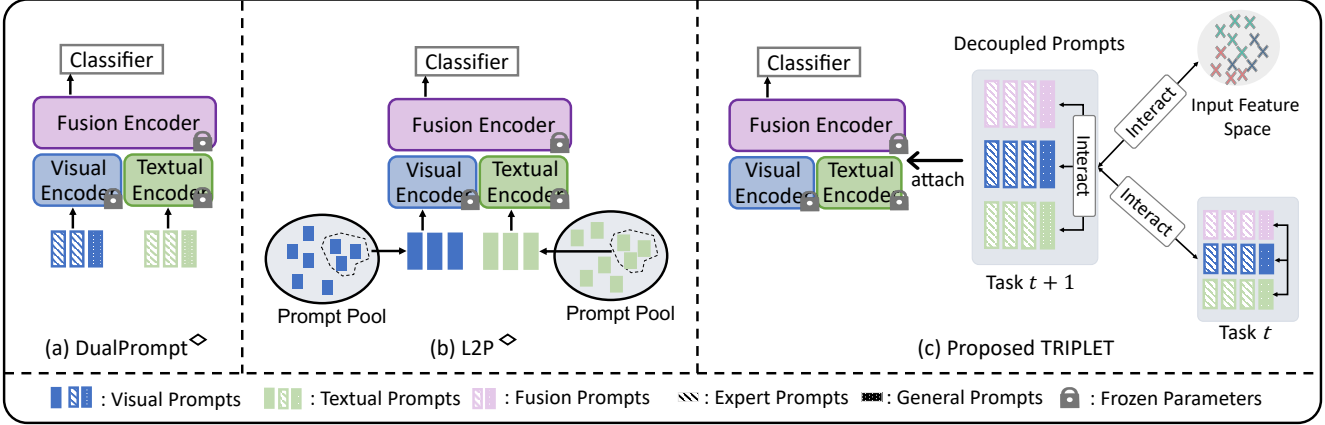 Classifier
Fusion Encoder
Visual
Encoder
Textual
Encoder
(a) DualPrompt◇
Classifier
Fusion Encoder
Visual
Encoder
Textual
Encoder
Prompt Pool
Prompt Pool
(b) L2P ◇
Classifier
Fusion Encoder
Visual
Encoder
Textual
Encoder
attach
Decoupled Prompts
Interact
Task t + 1
Interact
Input Feature
Space
Interact
Task t
(c) Proposed TRIPLET
: Visual Prompts
: Textual Prompts
: Fusion Prompts
: Expert Prompts
: General Prompts
: Frozen Parameters